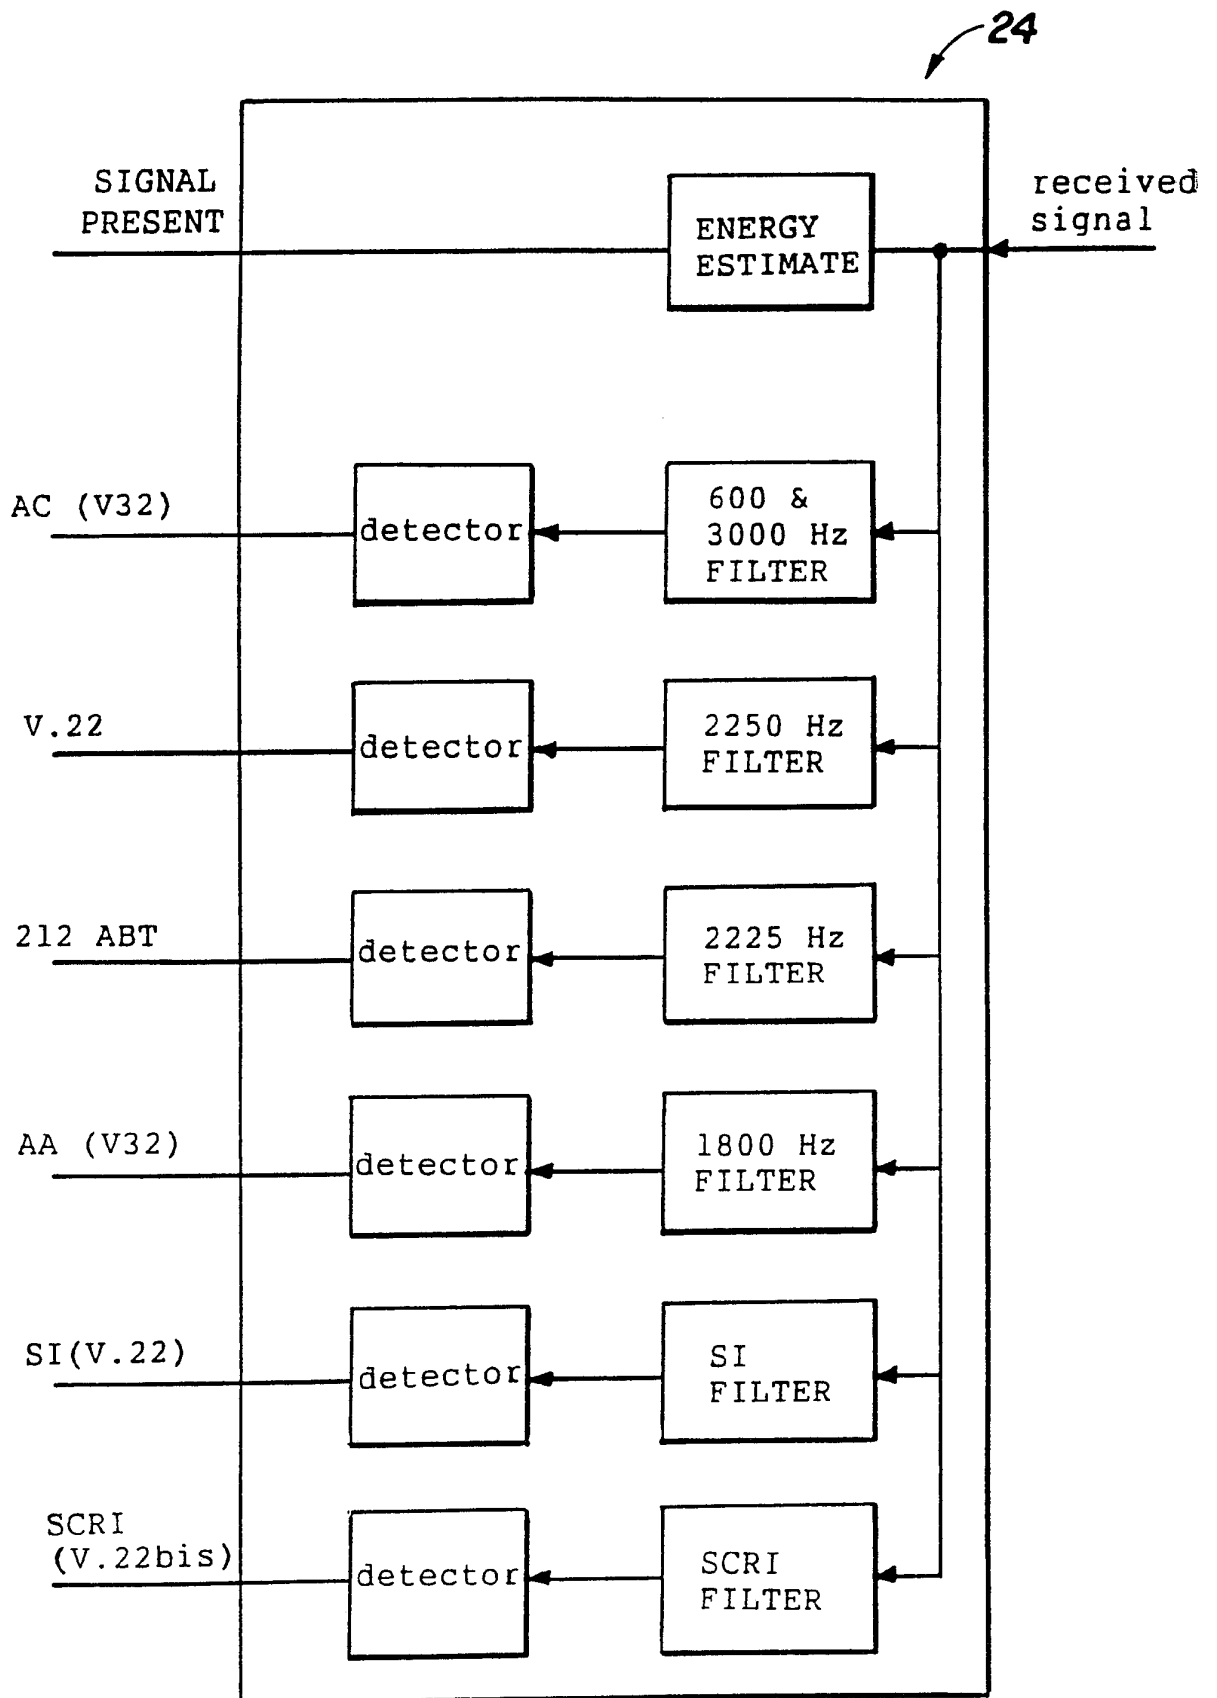 24
SIGNAL
PRESENT
ENERGY
ESTIMATE
received
signal
AC (V32)
detector
600 &
3000 Hz
FILTER
V.22
detector
2250 Hz
FILTER
212 ABT
detector
2225 Hz
FILTER
AA (V32)
detector
1800 Hz
FILTER
SI(V.22)
detector
SI
FILTER
SCRI
(V.22bis)
detector
SCRI
FILTER